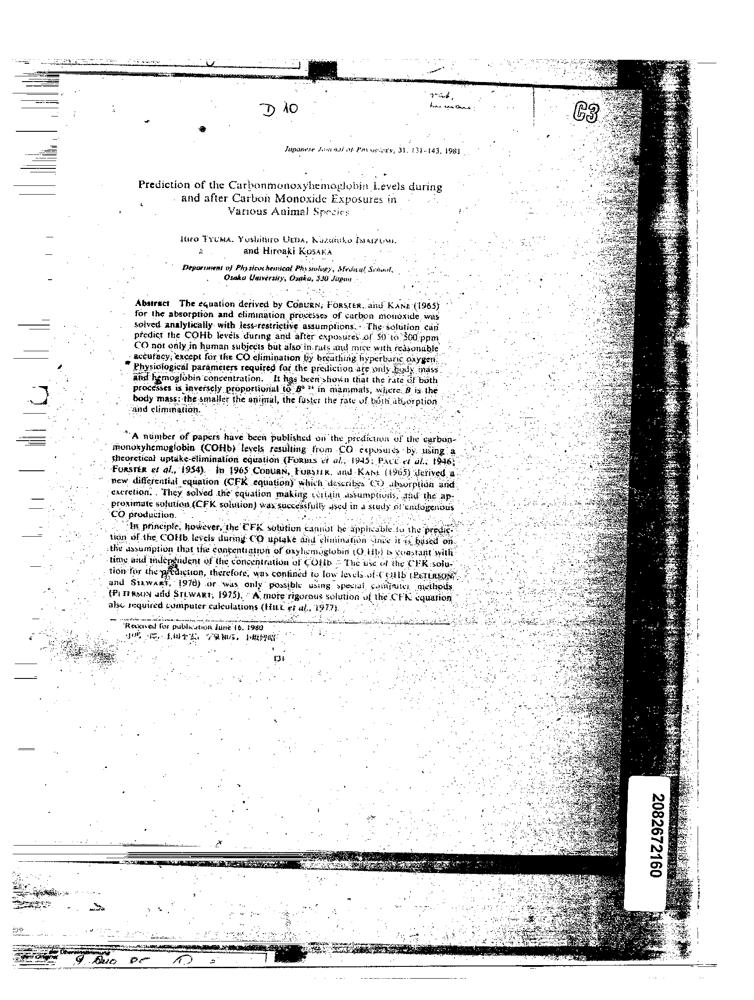 D 10
C3
Japanese Journal of Physiology, 31, 131-143, 1981
Prediction of the Carbonmonoxyhemoglobin Levels during
and after Carbon Monoxide Exposures in
Various Animal Species
Itiro TYUMA, Yoshihiro UEDA, Kazuhiko IMAIZUMI,
and Hiroaki KOSAKA
Department of Physicochemical Physiology, Medical School,
Osaka University, Osaka, 530 Japan
Abstract The equation derived by COBURN, FORSTER, and KANE (1965)
for the absorption and elimination processes of carbon monoxide was
solved analytically with less-restrictive assumptions. The solution can
predict the COHb levels during and after exposures of 50 to 500 ppm
CO not only in human subjects but also in rats and mice with reasonable
accuracy, except for the CO elimination by breathing hyperbaric oxygen.
Physiological parameters required for the prediction are only body mass
and hemoglobin concentration. It has been shown that the rate of both
processes is inversely proportional to B in mammals, where B is the
body mass: the smaller the animal, the faster the rate of both absorption
and elimination.
A number of papers have been published on the prediction of the carbon-
monoxyhemoglobin (COHb) levels resulting from CO exposures by using a
theoretical uptake-elimination equation (FORBES et al., 1945; PACE et al., 1946;
FORSTER et al., 1954). In 1965 COBURN, FORSTER, and KANE (1965) derived a
new differential equation (CFK equation) which describes CO absorption and
excretion. They solved the equation making certain assumptions, and the ap-
proximate solution (CFK solution) was successfully used in a study of endogenous
CO production.
In principle, however, the CFK solution cannot be applicable to the predic-
tion of the COHb levels during CO uptake and elimination since it is based on
the assumption that the concentration of oxyhemoglobin (O2Hb) is constant with
time and independent of the concentration of COHb. The use of the CFK solu-
tion for the prediction, therefore, was confined to low levels of COHb (PETERSON
and STEWART, 1970) or was only possible using special computer methods
(PETERSON and STEWART, 1975). A more rigorous solution of the CFK equation
also required computer calculations (HILL et al., 1977).
Received for publication June 16, 1980
131
2082672160